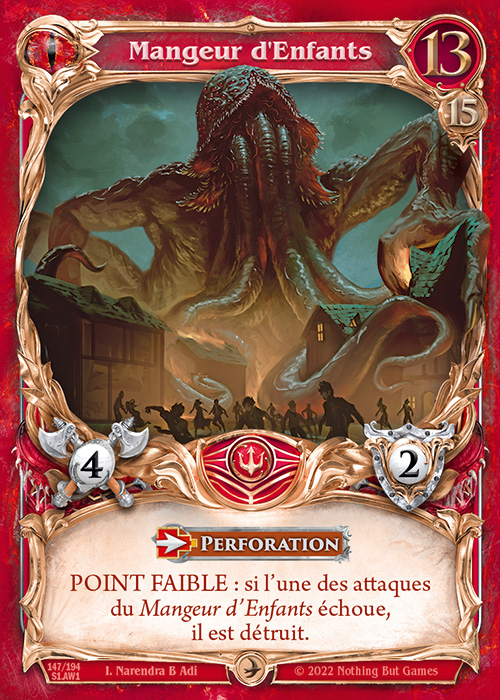 Mangeur d'Enfants
13
15
4
2
PERFORATION
POINT FAIBLE : si l'une des attaques
du Mangeur d'Enfants échoue,
il est détruit.
147/194
S1.AW1
I. Narendra B Adi
© 2022 Nothing But Games